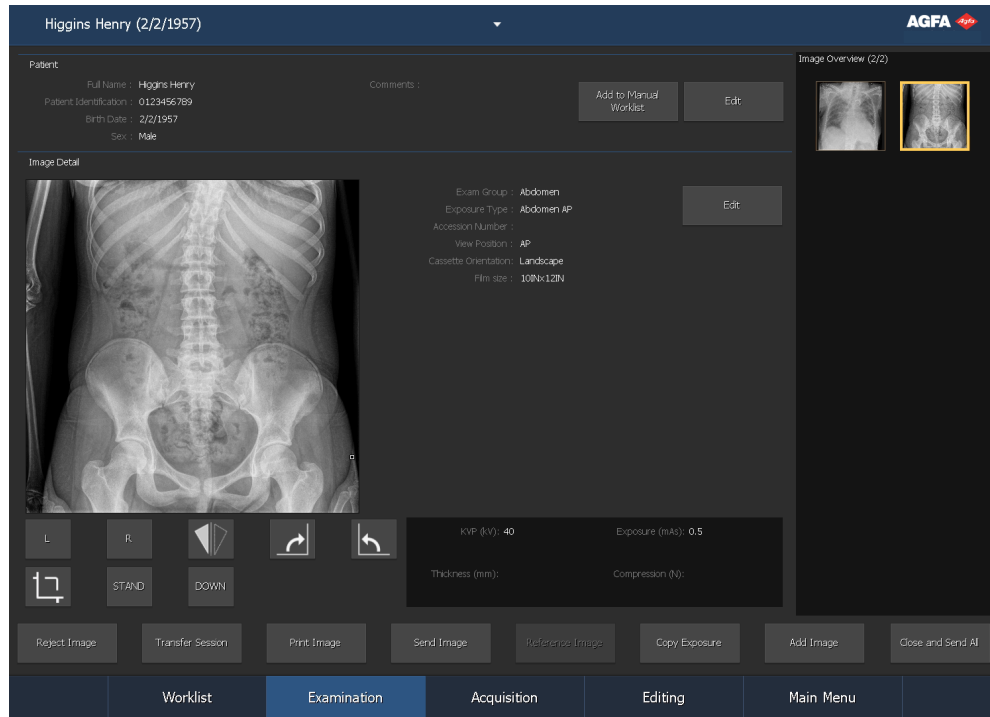 Higgins Henry (2/2/1957)
AGFA Agfa
Patient
Full Name : Higgins Henry
Comments :
Patient Identification : 0123456789
Birth Date : 2/2/1957
Sex : Male
Add to Manual
Worklist
Edit
Image Overview (2/2)
Image Detail
Exam Group : Abdomen
Exposure Type : Abdomen AP
Accession Number :
View Position : AP
Cassette Orientation: Landscape
Film size : 10INx12IN
Edit
L
R
STAND
DOWN
KVP (kV): 40
Exposure (mAs): 0.5
Thickness (mm):
Compression (N):
Reject Image
Transfer Session
Print Image
Send Image
Reference Image
Copy Exposure
Add Image
Close and Send All
Worklist
Examination
Acquisition
Editing
Main Menu